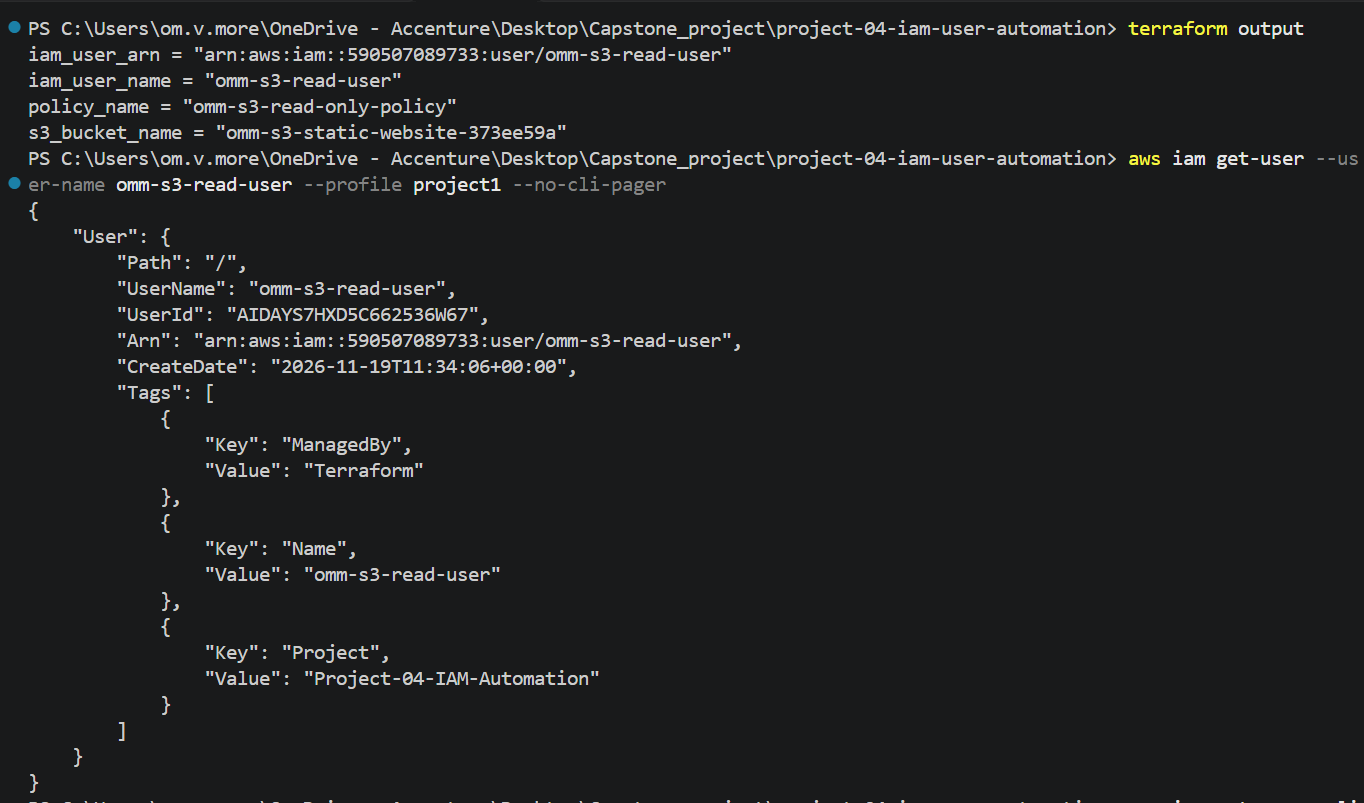 PS C:\Users\om.v.more\OneDrive - Accenture\Desktop\Capstone_project\project-04-iam-user-automation> terraform output
iam_user_arn = "arn:aws:iam::590507089733:user/omm-s3-read-user"
iam_user_name = "omm-s3-read-user"
policy_name = "omm-s3-read-only-policy"
s3_bucket_name = "omm-s3-static-website-373ee59a"
PS C:\Users\om.v.more\OneDrive - Accenture\Desktop\Capstone_project\project-04-iam-user-automation> aws iam get-user --us
er-name omm-s3-read-user --profile project1 --no-cli-pager
{
    "User": {
        "Path": "/",
        "UserName": "omm-s3-read-user",
        "UserId": "AIDAYS7HXD5C662536W67",
        "Arn": "arn:aws:iam::590507089733:user/omm-s3-read-user",
        "CreateDate": "2026-11-19T11:34:06+00:00",
        "Tags": [
            {
                "Key": "ManagedBy",
                "Value": "Terraform"
            },
            {
                "Key": "Name",
                "Value": "omm-s3-read-user"
            },
            {
                "Key": "Project",
                "Value": "Project-04-IAM-Automation"
            }
        ]
    }
}